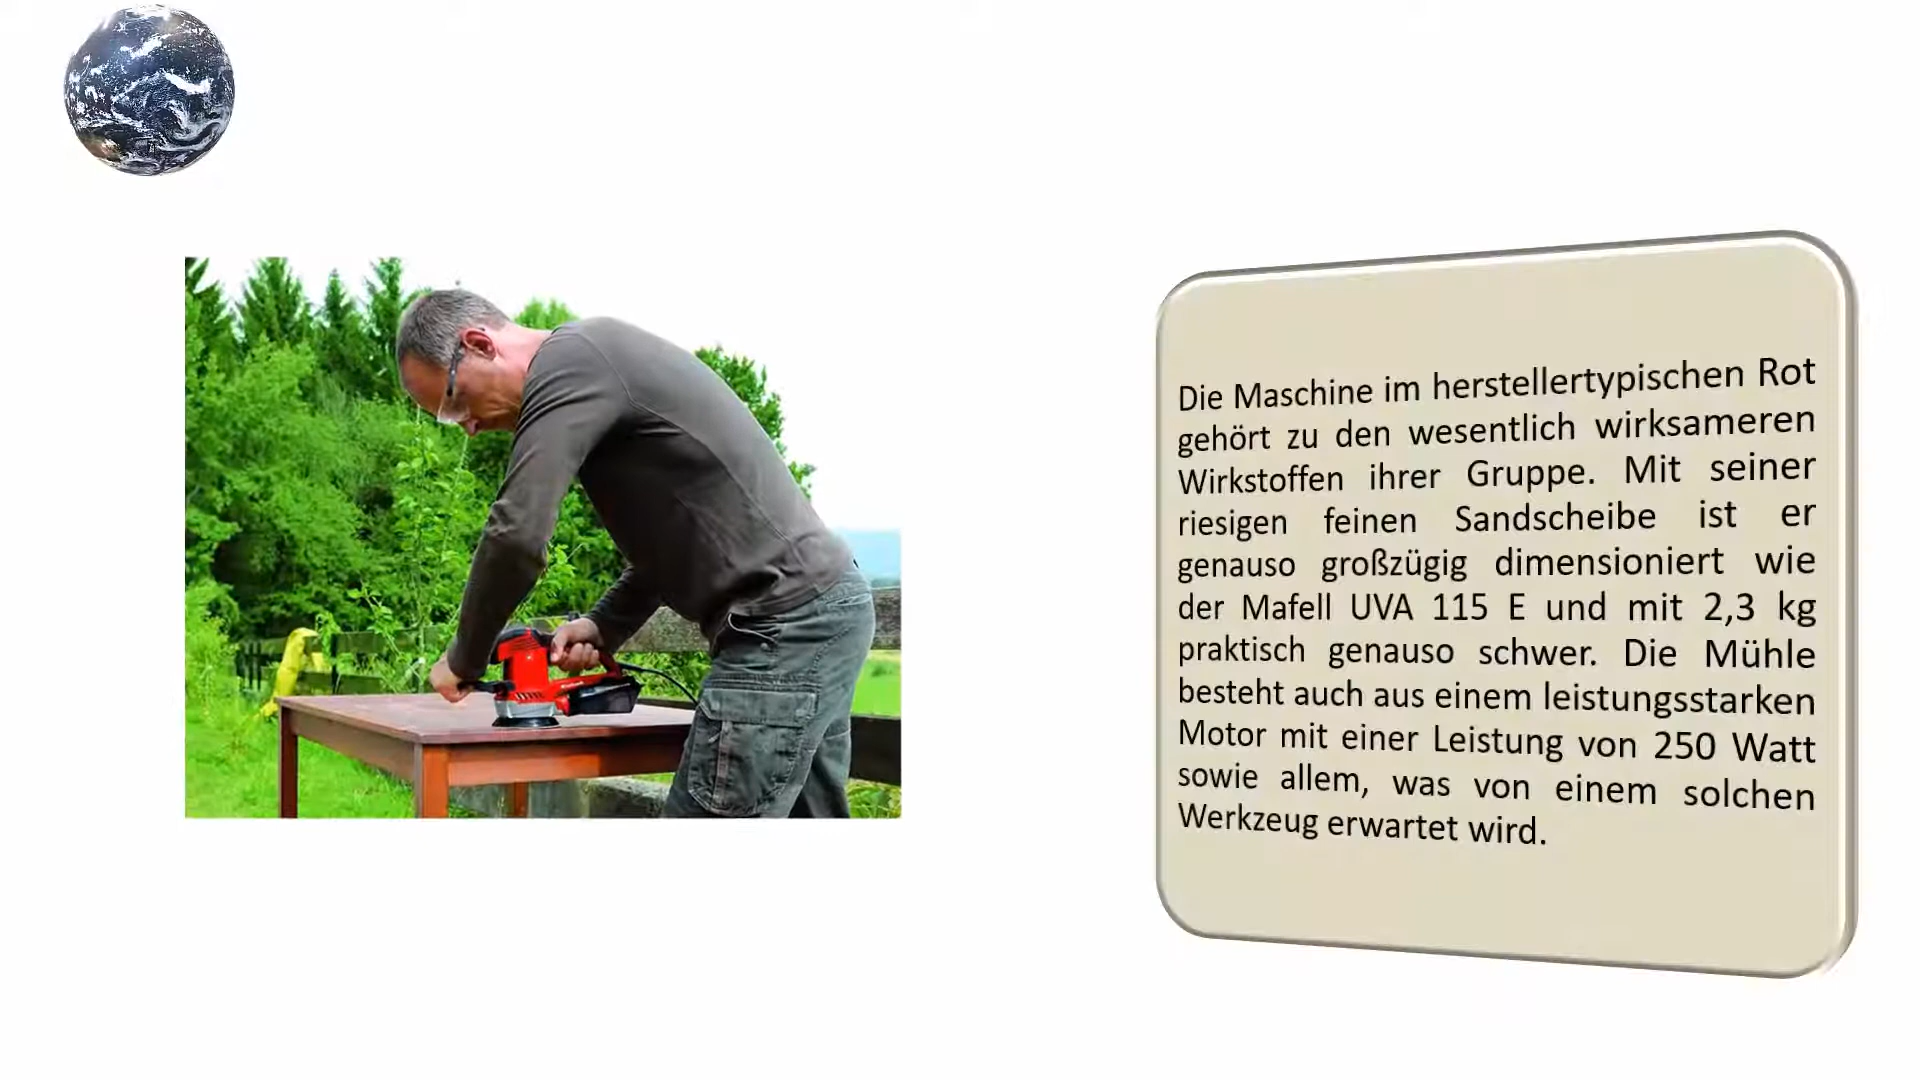 Die Maschine im herstellertypischen Rot
gehört zu den wesentlich wirksameren
Wirkstoffen ihrer Gruppe. Mit seiner
riesigen feinen Sandscheibe ist er
genauso großzügig dimensioniert wie
der Mafell UVA 115 E und mit 2,3 kg
praktisch genauso schwer. Die Mühle
besteht auch aus einem leistungsstarken
Motor mit einer Leistung von 250 Watt
sowie allem, was von einem solchen
Werkzeug erwartet wird.